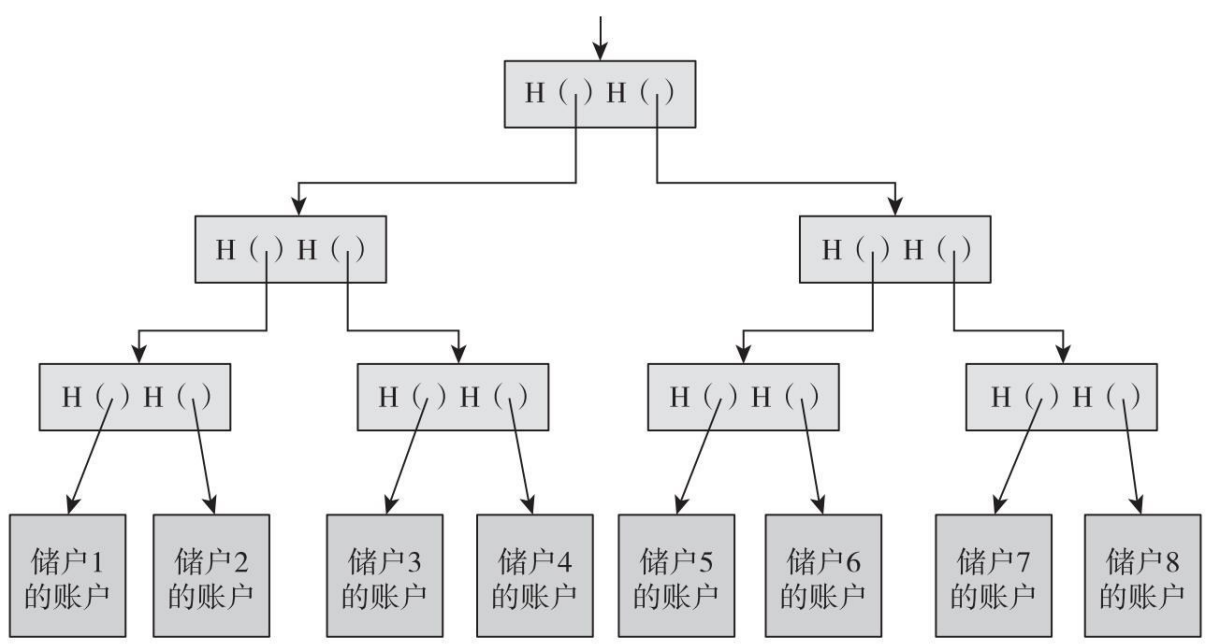 H（ ）H（ ）
H（ ）H（ ）
H（ ）H（ ）
H（ ）H（ ）
H（ ）H（ ）
H（ ）H（ ）
H（ ）H（ ）
储户1
的账户
储户2
的账户
储户3
的账户
储户4
的账户
储户5
的账户
储户6
的账户
储户7
的账户
储户8
的账户